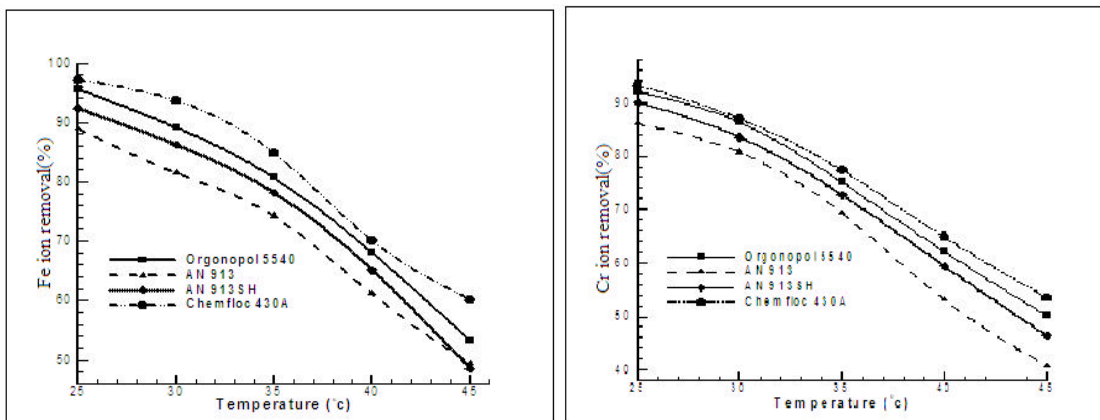 Fe ion removal(%)
100
90
80
70
60
50
Orgonopol 5540
AN 913
AN 913SH
Chemfloc 430A
25
30
35
40
45
Temperature (°c)
Cr ion removal(%)
90
80
70
60
50
40
Orgonopol 5540
AN 913
AN 913SH
Chemfloc 430A
25
30
35
40
45
Temperature (°c)